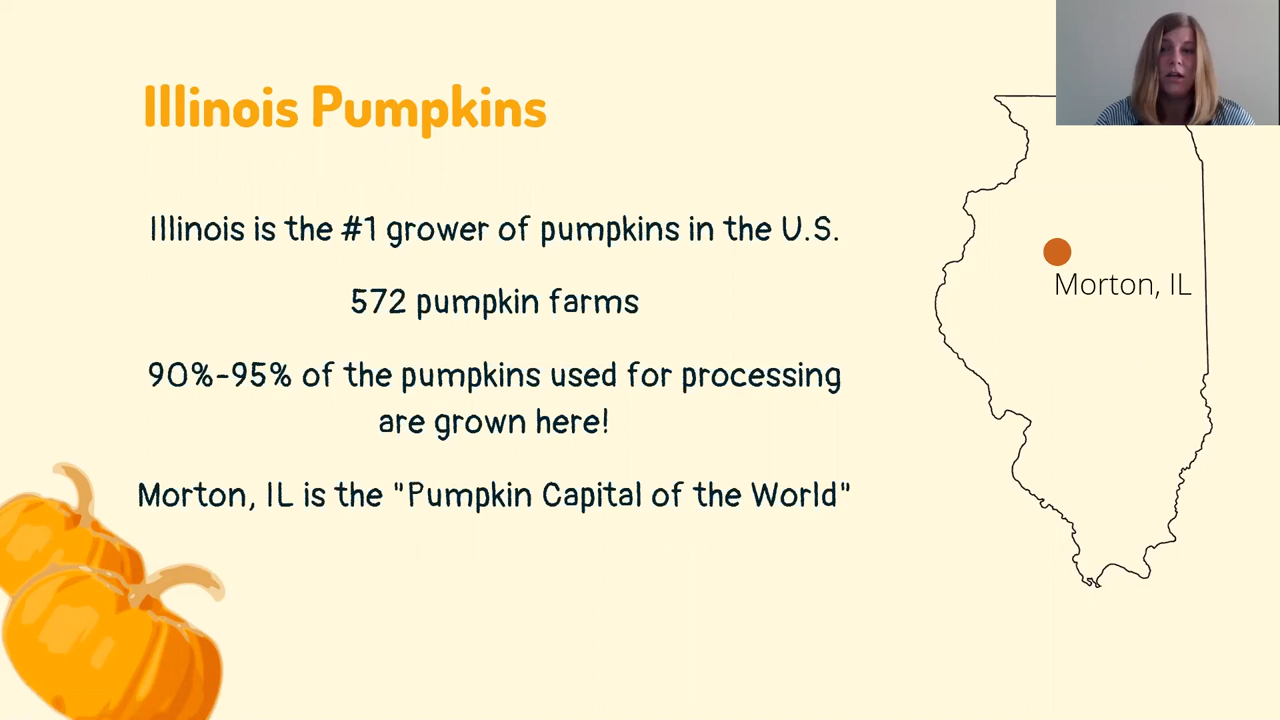 Illinois Pumpkins
Illinois is the #1 grower of pumpkins in the U.S.
572 pumpkin farms
90%-95% of the pumpkins used for processing
are grown here!
Morton, IL is the "Pumpkin Capital of the World"
Morton, IL